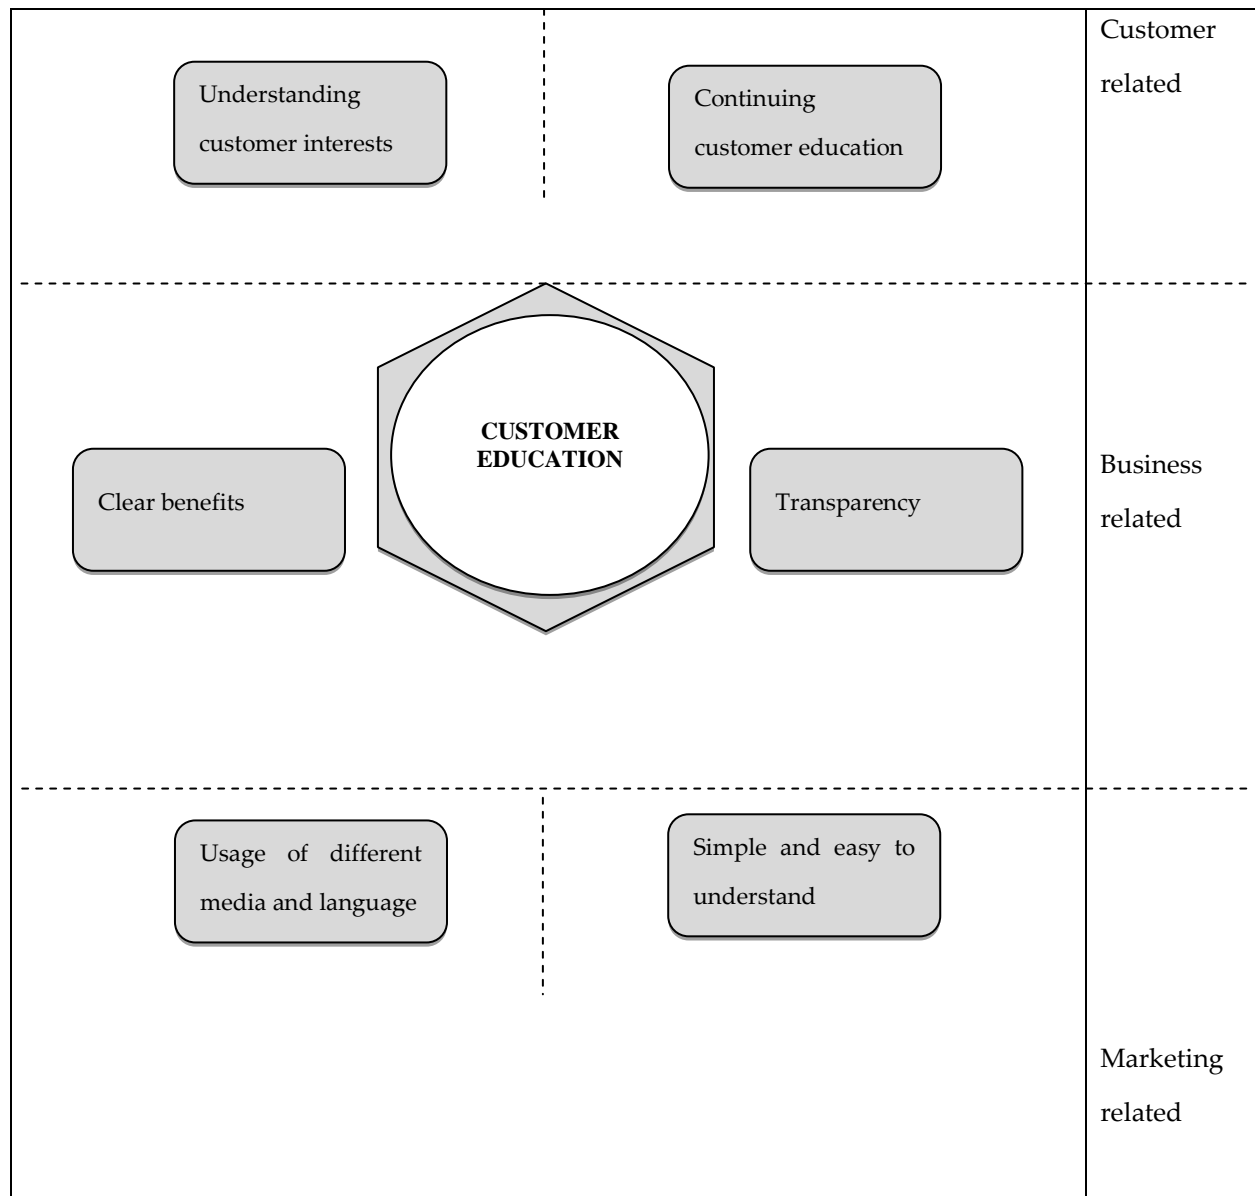 Customer
related
Understanding
customer interests
Continuing
customer education
CUSTOMER
EDUCATION
Clear benefits
Transparency
Business
related
Usage of different
media and language
Simple and easy to
understand
Marketing
related